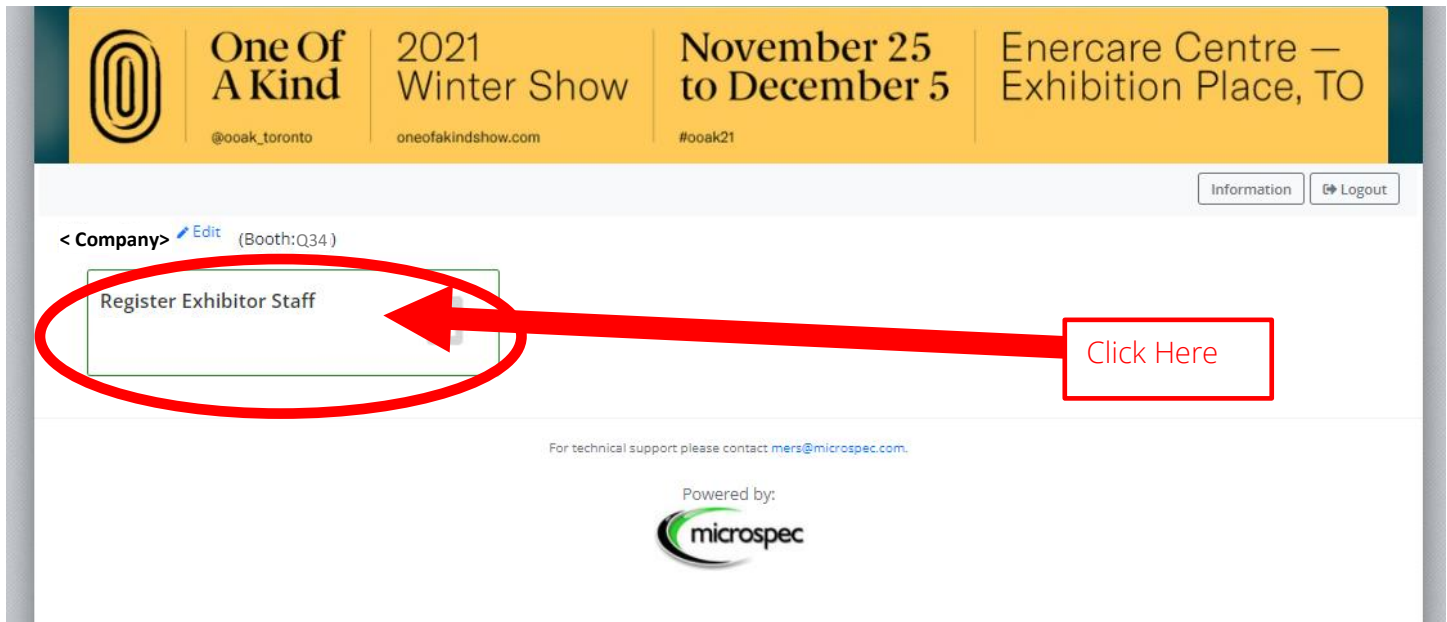 One Of
A Kind
@ooak_toronto
2021
Winter Show
oneofakindshow.com
November 25
to December 5
#ooak21
Enercare Centre —
Exhibition Place, TO
Information
Logout
< Company> Edit (Booth:Q34 )
Register Exhibitor Staff
Click Here
For technical support please contact mers@microspec.com.
Powered by:
microspec